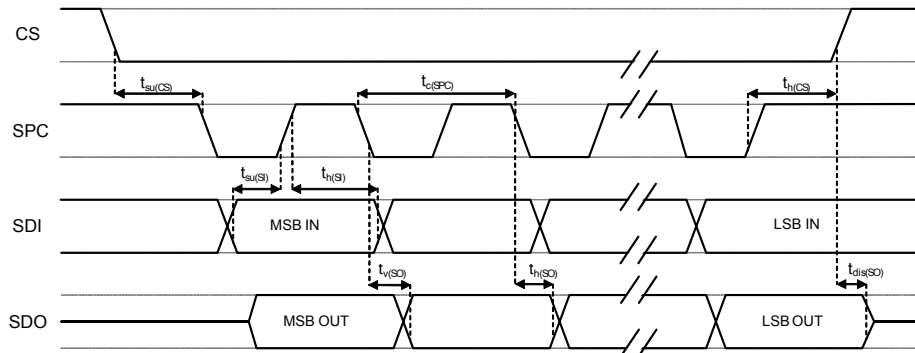 CS
t_su(CS)
t_c(SPC)
t_h(CS)
SPC
t_su(SI)
t_h(SI)
SDI
MSB IN
LSB IN
t_v(SO)
t_h(SO)
t_dis(SO)
SDO
MSB OUT
LSB OUT